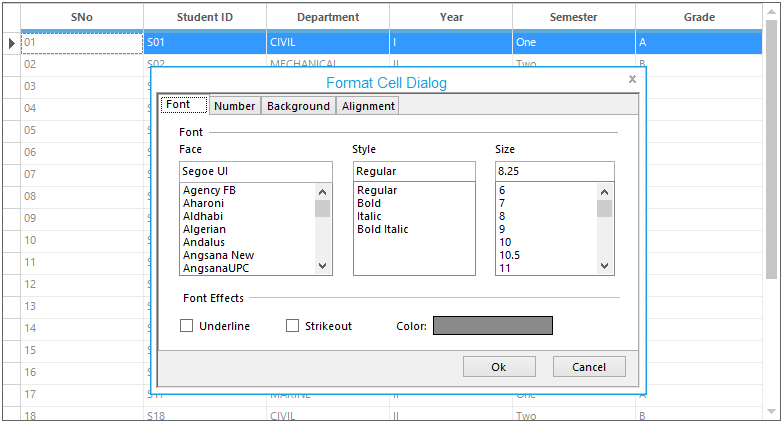 SNo Student ID Department Year Semester Grade
01 S01 CIVIL I One A
02 S02 MECHANICAL II Two B
Format Cell Dialog x
03
Font Number Background Alignment
04
05 Font
06 Face Style Size
07 Segoe UI Regular 8.25
08 Agency FB Regular 6
Aharoni Bold 7
09 Aldhabi Italic 8
Algerian Bold Italic 9
10 Andalus 10
11 Angsana New 10.5
AngsanaUPC 11
12
13 Font Effects
14 Underline Strikeout Color:
15
16 Ok Cancel
17 S17 MARINE II One A
18 S18 CIVIL II Two B